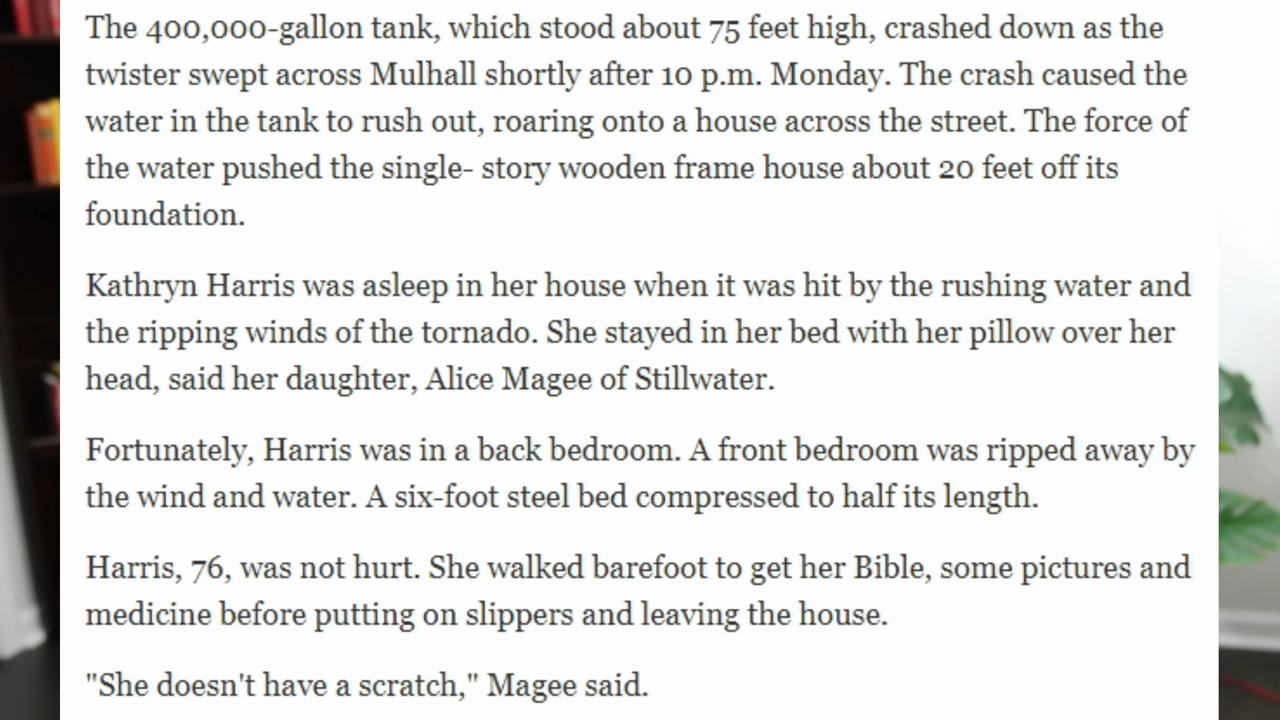 The 400,000-gallon tank, which stood about 75 feet high, crashed down as the
twister swept across Mulhall shortly after 10 p.m. Monday. The crash caused the
water in the tank to rush out, roaring onto a house across the street. The force of
the water pushed the single- story wooden frame house about 20 feet off its
foundation.
Kathryn Harris was asleep in her house when it was hit by the rushing water and
the ripping winds of the tornado. She stayed in her bed with her pillow over her
head, said her daughter, Alice Magee of Stillwater.
Fortunately, Harris was in a back bedroom. A front bedroom was ripped away by
the wind and water. A six-foot steel bed compressed to half its length.
Harris, 76, was not hurt. She walked barefoot to get her Bible, some pictures and
medicine before putting on slippers and leaving the house.
"She doesn't have a scratch," Magee said.